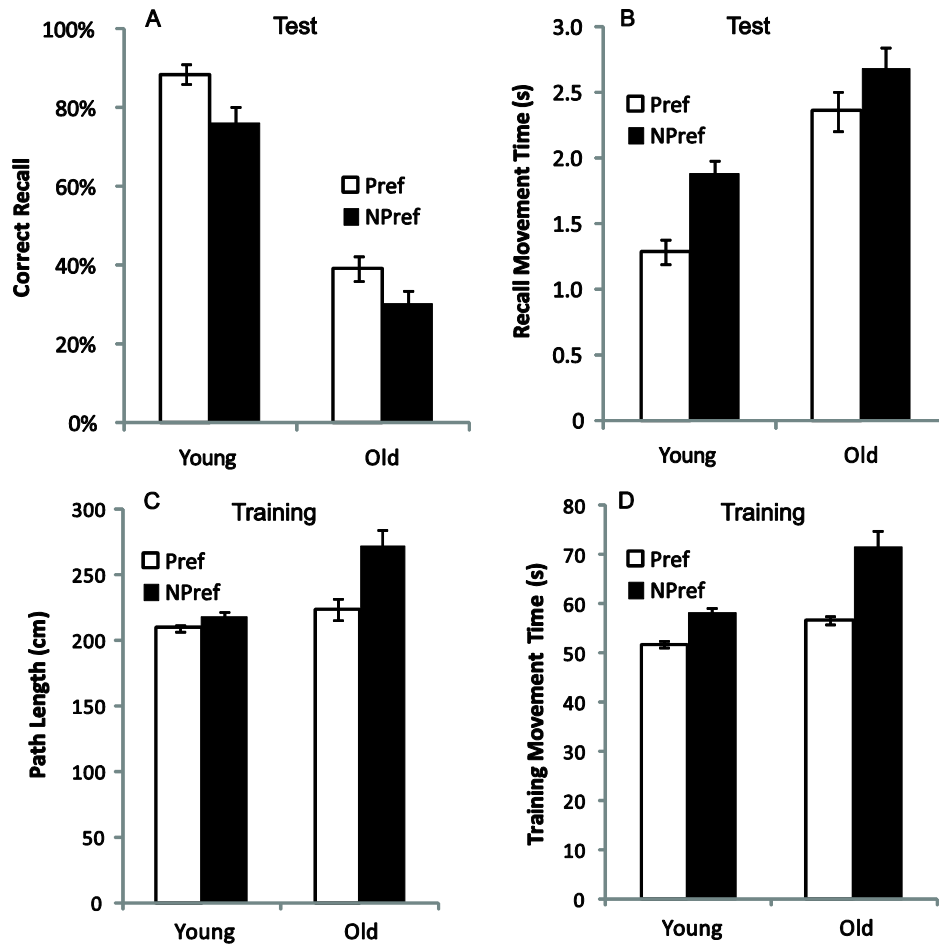 A
Test
100%
80%
60%
40%
20%
0%
Correct Recall
Pref
NPref
Young
Old
B
Test
3.0
2.5
2.0
1.5
1.0
0.5
0
Recall Movement Time (s)
Pref
NPref
Young
Old
C
Training
300
250
200
150
100
50
0
Path Length (cm)
Pref
NPref
Young
Old
D
Training
80
70
60
50
40
30
20
10
0
Training Movement Time (s)
Pref
NPref
Young
Old